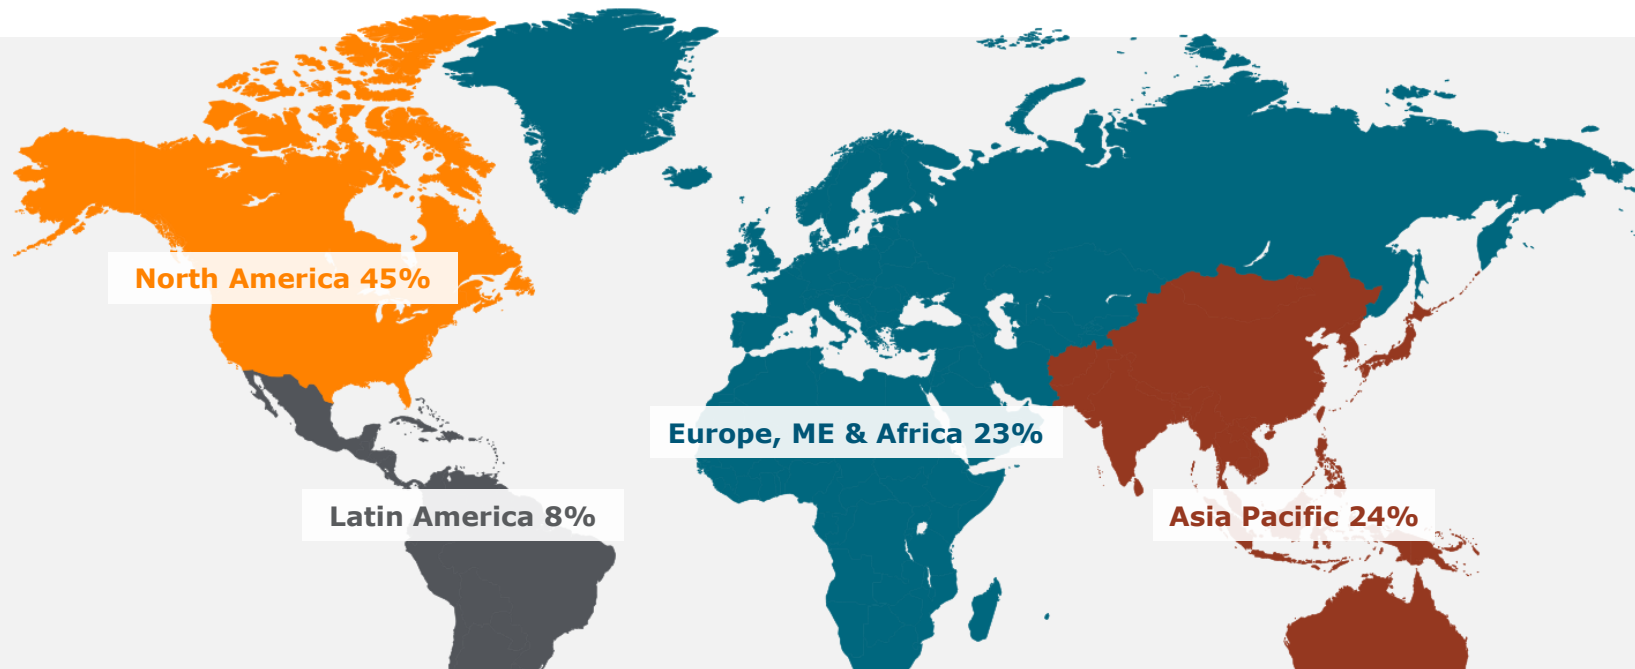 North America 45%
Europe, ME & Africa 23%
Latin America 8%
Asia Pacific 24%